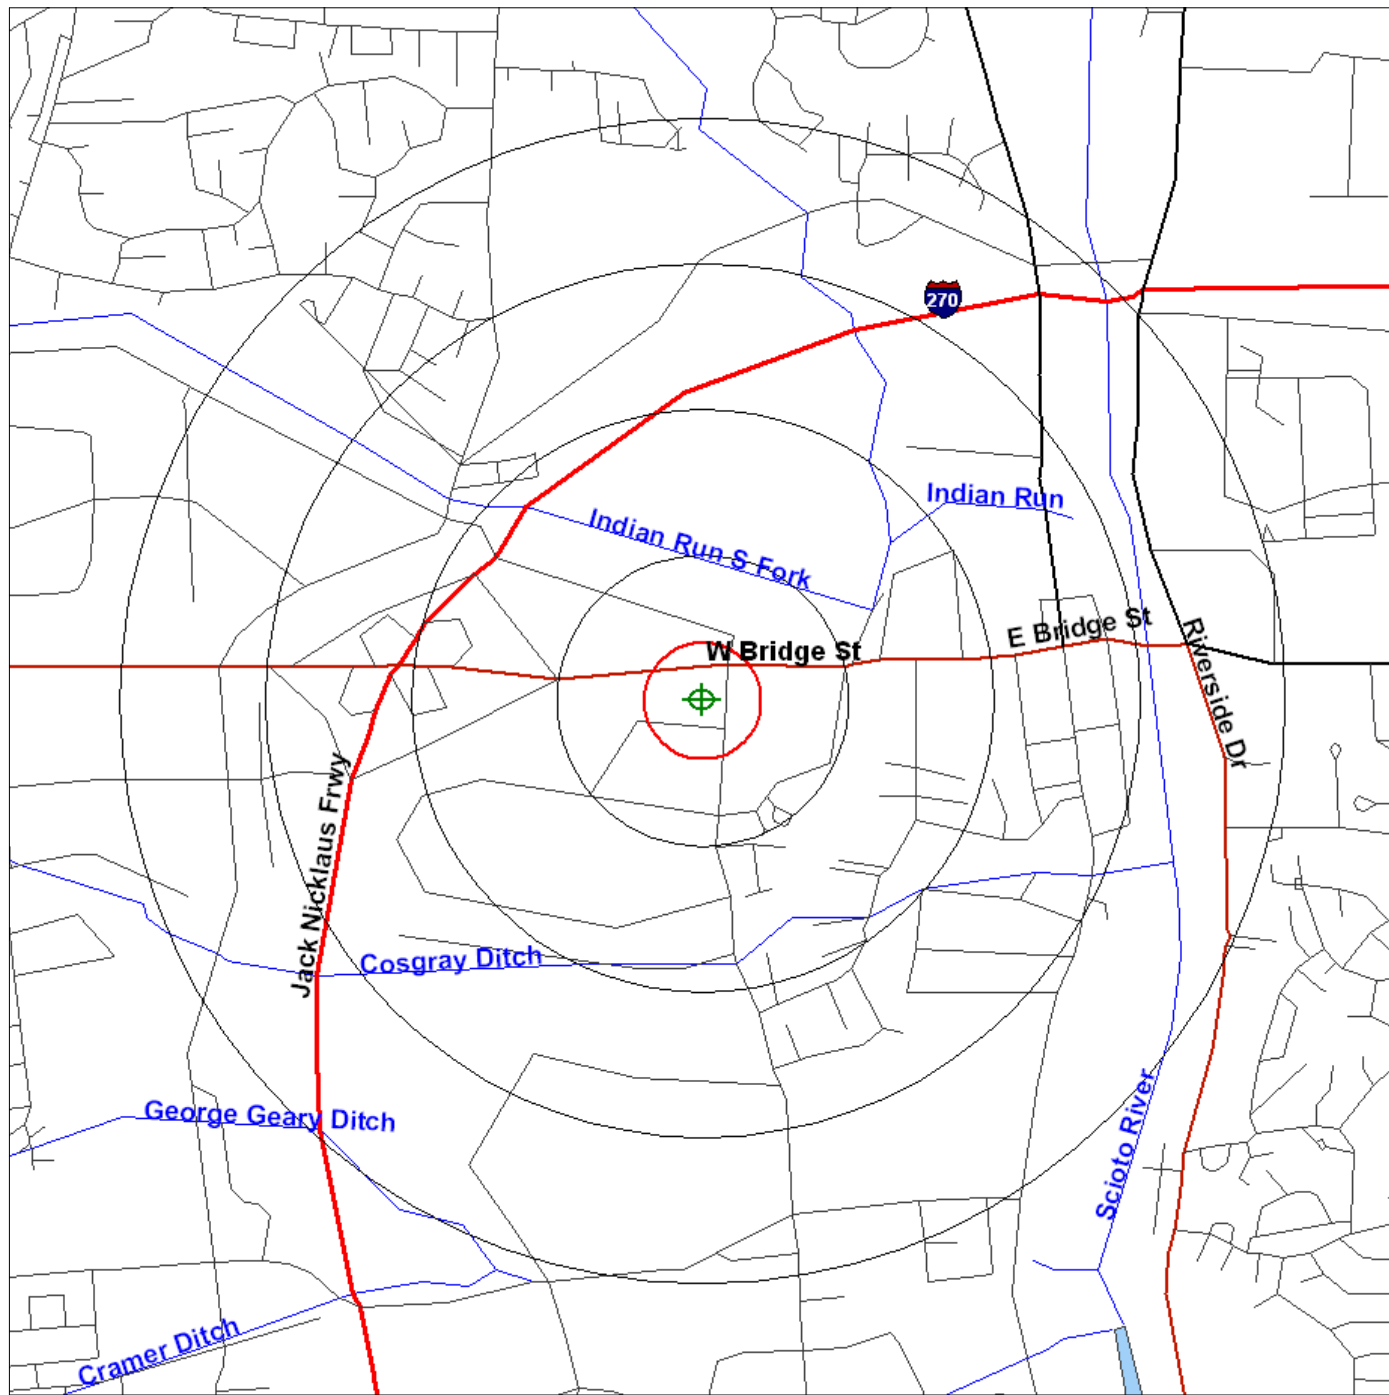 270
Indian Run
Indian Run S Fork
E Bridge St
W Bridge St
Riverside Dr
Jack Nicklaus Frwy
Cosgray Ditch
George Geary Ditch
Scioto River
Cramer Ditch